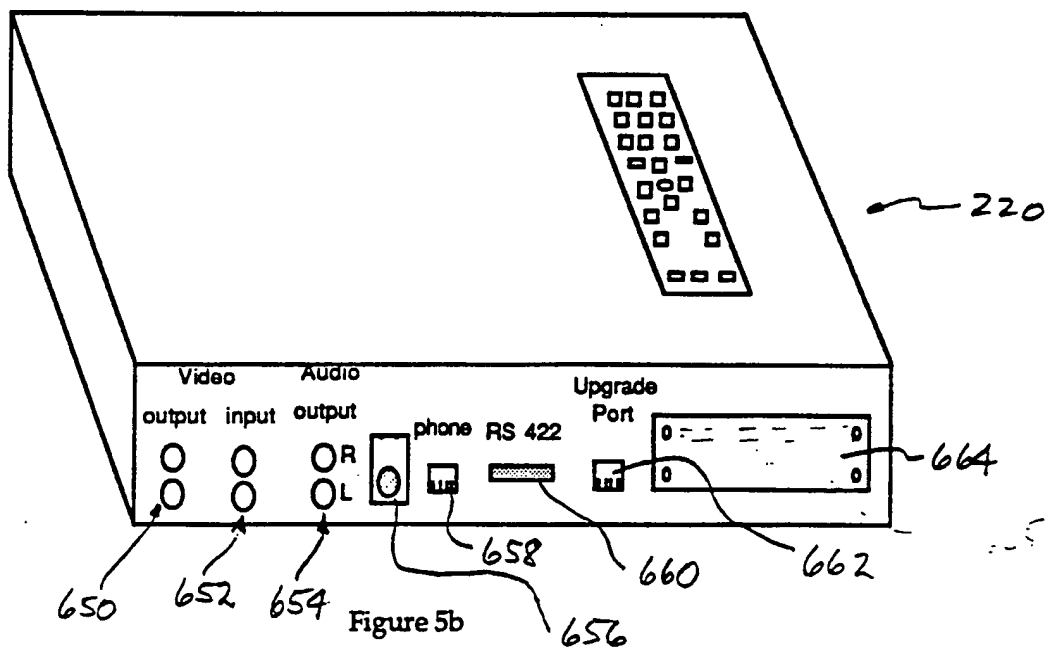 220
Video
Audio
Upgrade
Port
output
input
output
phone
RS 422
R
L
664
658
660
662
650
652
654
656
Figure 5b